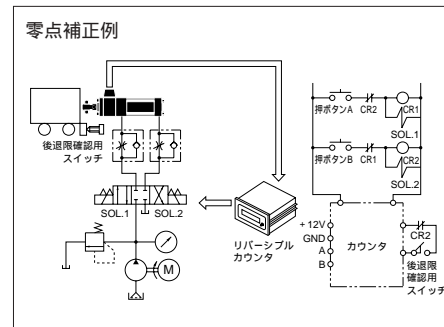 零点補正例
後退限確認用
スイッチ
SOL.1
SOL.2
M
リバーシブル
カウンタ
押ボタンA
CR2
CR1
SOL.1
押ボタンB
CR1
CR2
SOL.2
+12V
GND
A
B
カウンタ
CR2
後退限
確認用
スイッチ